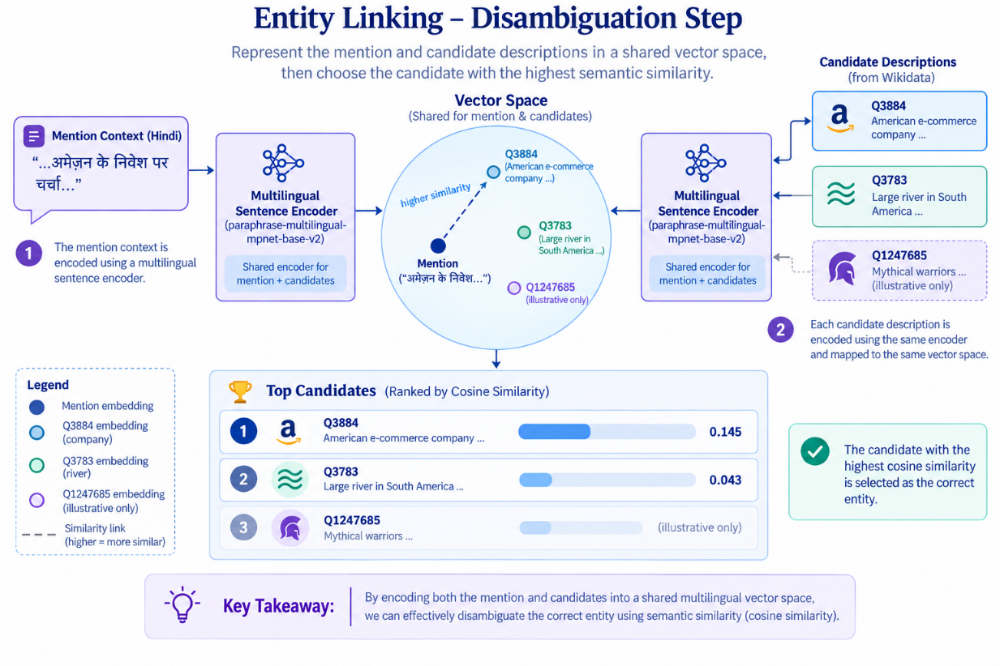 Entity Linking – Disambiguation Step
Represent the mention and candidate descriptions in a shared vector space,
then choose the candidate with the highest semantic similarity.
Mention Context (Hindi)
“...अमेज़न के निवेश पर
चर्चा...”
1
The mention context is
encoded using a multilingual
sentence encoder.
Multilingual
Sentence Encoder
(paraphrase-multilingual-
mpnet-base-v2)
Shared encoder for
mention + candidates
Vector Space
(Shared for mention & candidates)
Q3884
(American e-commerce
company ...)
higher similarity
Q3783
(Large river in
South America ...)
Mention
(“अमेज़न के निवेश...”)
Q1247685
(illustrative only)
Multilingual
Sentence Encoder
(paraphrase-multilingual-
mpnet-base-v2)
Shared encoder for
mention + candidates
Candidate Descriptions
(from Wikidata)
a
Q3884
American e-commerce
company ...
Q3783
Large river in South
America ...
Q1247685
Mythical warriors ...
(illustrative only)
2
Each candidate description is
encoded using the same encoder
and mapped to the same vector space.
Legend
Mention embedding
Q3884 embedding
(company)
Q3783 embedding
(river)
Q1247685 embedding
(illustrative only)
Similarity link
(higher = more similar)
Top Candidates (Ranked by Cosine Similarity)
1
a
Q3884
American e-commerce company ...
0.145
2
Q3783
Large river in South America ...
0.043
3
Q1247685
Mythical warriors ...
(illustrative only)
The candidate with the
highest cosine similarity
is selected as the correct
entity.
Key Takeaway:
By encoding both the mention and candidates into a shared multilingual vector space,
we can effectively disambiguate the correct entity using semantic similarity (cosine similarity).